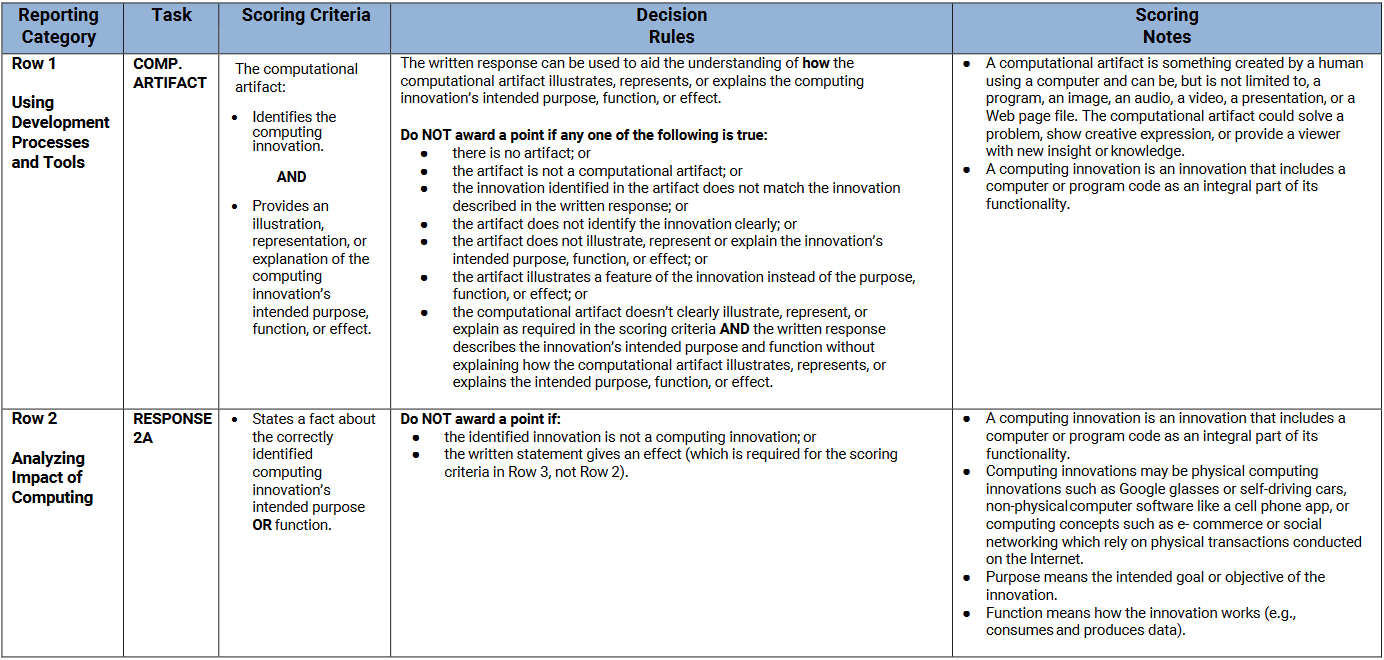 Reporting
Category
Task
Scoring Criteria
Decision
Rules
Scoring
Notes
Row 1
Using
Development
Processes
and Tools
COMP.
ARTIFACT
The computational
artifact:
● Identifies the
computing
innovation.
AND
● Provides an
illustration,
representation, or
explanation of the
computing
innovation's
intended purpose,
function, or effect.
The written response can be used to aid the understanding of how the
computational artifact illustrates, represents, or explains the computing
innovation's intended purpose, function, or effect.
Do NOT award a point if any one of the following is true:
● there is no artifact; or
● the artifact is not a computational artifact; or
● the innovation identified in the artifact does not match the innovation
described in the written response; or
● the artifact does not identify the innovation clearly; or
● the artifact does not illustrate, represent or explain the innovation's
intended purpose, function, or effect; or
● the artifact illustrates a feature of the innovation instead of the purpose,
function, or effect; or
● the computational artifact doesn't clearly illustrate, represent, or
explain as required in the scoring criteria AND the written response
describes the innovation's intended purpose and function without
explaining how the computational artifact illustrates, represents, or
explains the intended purpose, function, or effect.
● A computational artifact is something created by a human
using a computer and can be, but is not limited to, a
program, an image, an audio, a video, a presentation, or a
Web page file. The computational artifact could solve a
problem, show creative expression, or provide a viewer
with new insight or knowledge.
● A computing innovation is an innovation that includes a
computer or program code as an integral part of its
functionality.
Row 2
Analyzing
Impact of
Computing
RESPONSE
2A
● States a fact about
the correctly
identified
computing
innovation's
intended purpose
OR function.
Do NOT award a point if:
● the identified innovation is not a computing innovation; or
● the written statement gives an effect (which is required for the scoring
criteria in Row 3, not Row 2).
● A computing innovation is an innovation that includes a
computer or program code as an integral part of its
functionality.
● Computing innovations may be physical computing
innovations such as Google glasses or self-driving cars,
non-physical computer software like a cell phone app, or
computing concepts such as e- commerce or social
networking which rely on physical transactions conducted
on the Internet.
● Purpose means the intended goal or objective of the
innovation.
● Function means how the innovation works (e.g.,
consumes and produces data).